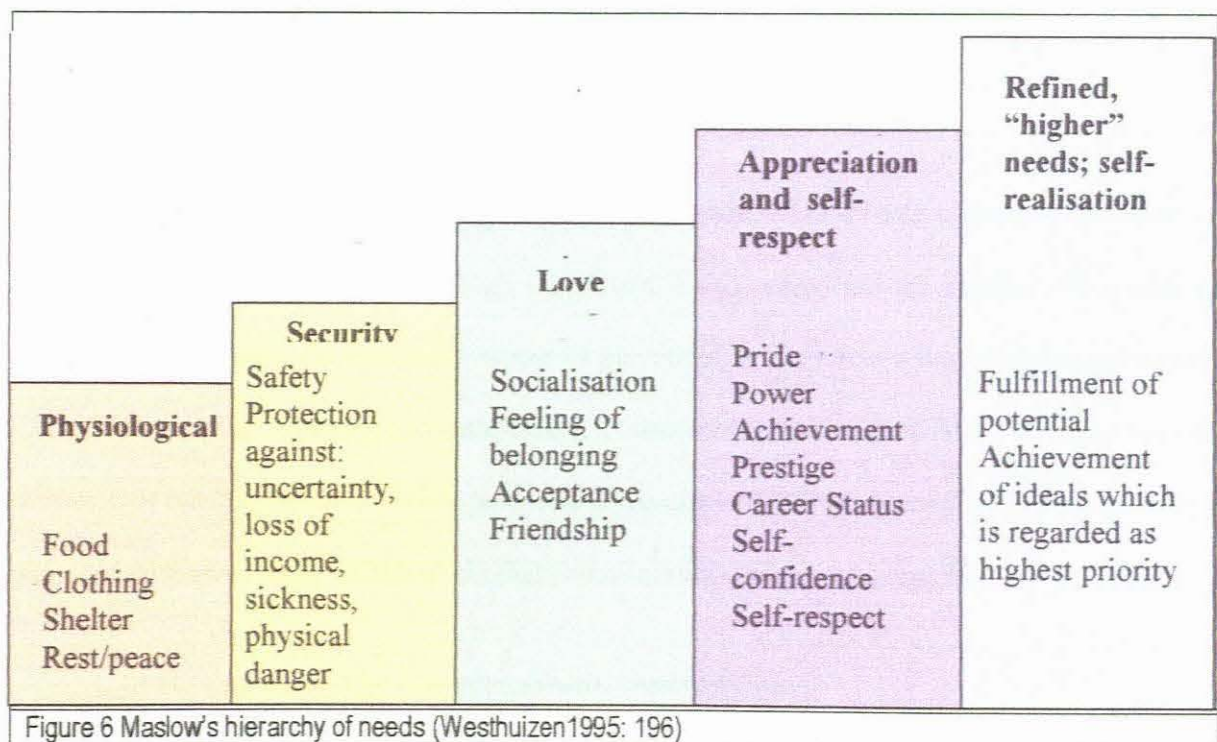 Physiological
Food
Clothing
Shelter
Rest/peace
Security
Safety
Protection
against:
uncertainty,
loss of
income,
sickness,
physical
danger
Love
Socialisation
Feeling of
belonging
Acceptance
Friendship
Appreciation
and self-
respect
Pride
Power
Achievement
Prestige
Career Status
Self-
confidence
Self-respect
Refined,
“higher”
needs; self-
realisation
Fulfillment of
potential
Achievement
of ideals which
is regarded as
highest priority
Figure 6 Maslow's hierarchy of needs (Westhuizen1995: 196)